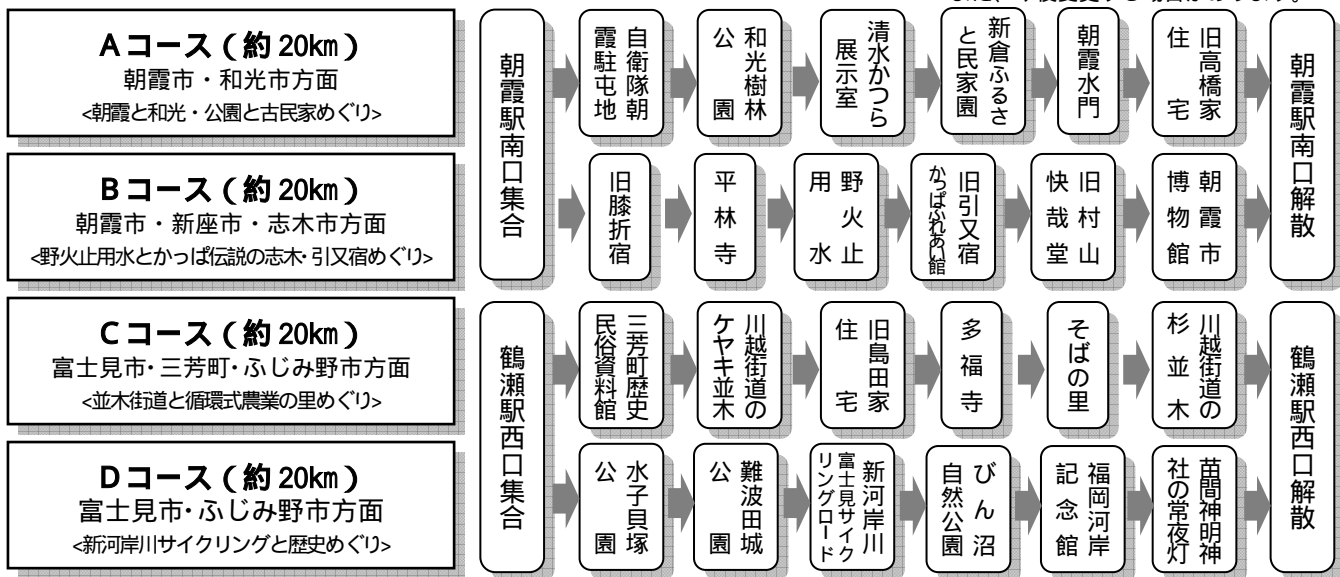 Aコース（約20km）
朝霞市・和光市方面
<朝霞と和光・公園と古民家めぐり>
朝霞駅南口集合
自衛隊朝
霞駐屯地
和光樹林
公園
清水かつら
展示室
新倉ふるさ
と民家園
朝霞水門
旧高橋家
住宅
朝霞駅南口解散
Bコース（約20km）
朝霞市・新座市・志木市方面
<野火止用水とかっぱ伝説の志木・引又宿めぐり>
旧膝折宿
平林寺
野火止
用水
旧引又宿
かっぱふれあい館
旧村山
快哉堂
朝霞市
博物館
Cコース（約20km）
富士見市・三芳町・ふじみ野市方面
<並木街道と循環式農業の里めぐり>
鶴瀬駅西口集合
三芳町歴史
民俗資料館
川越街道の
ケヤキ並木
旧島田家
住宅
多福寺
そばの里
川越街道の
杉並木
鶴瀬駅西口解散
Dコース（約20km）
富士見市・ふじみ野市方面
<新河岸川サイクリングと歴史めぐり>
水子貝塚
公園
難波田城
公園
新河岸川
富士見サイク
リングロード
びん沼
自然公園
福岡河岸
記念館
苗間神明神
社の常夜灯